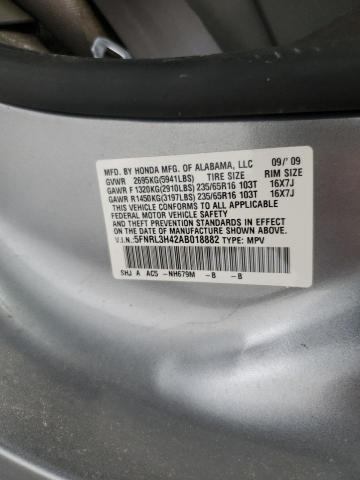 MFD. BY HONDA MFG. OF ALABAMA, LLC 09/'09
GVWR 2695KG(5941LBS) TIRE SIZE RIM SIZE
GAWR F 1320KG(2910LBS) 235/65R16 103T 16X7J
GAWR R 1450KG(3197LBS) 235/65R16 103T 16X7J
THIS VEHICLE CONFORMS TO ALL APPLICABLE
FEDERAL MOTOR VEHICLE SAFETY, BUMPER,
AND THEFT PREVENTION STANDARDS IN EFFECT
ON THE DATE OF MANUFACTURE SHOWN ABOVE.
V.I.N.:5FNRL3H42AB018882 TYPE: MPV
SHJ A AC5 -NH679M -B -B